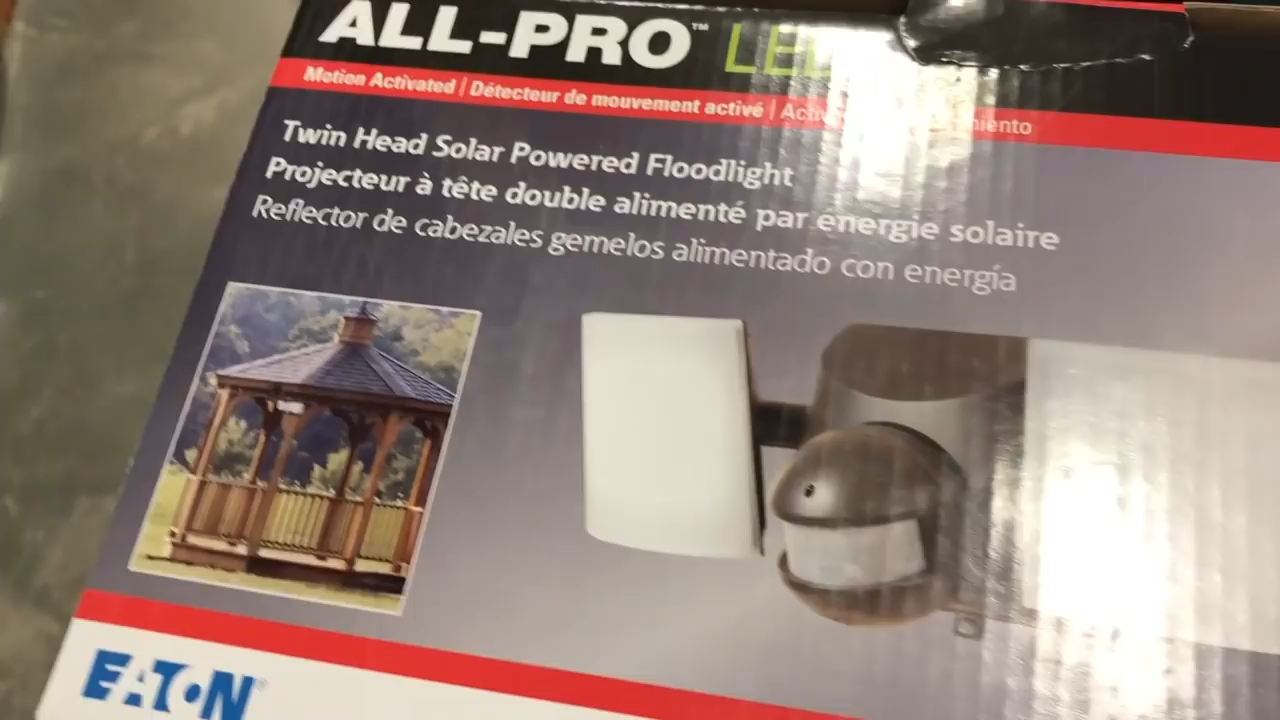 ALL-PRO™ LED
Motion Activated | Détecteur de mouvement activé |
Twin Head Solar Powered Floodlight
Projecteur à tête double alimenté par énergie solaire
Reflector de cabezales gemelos alimentado con energía
EATON